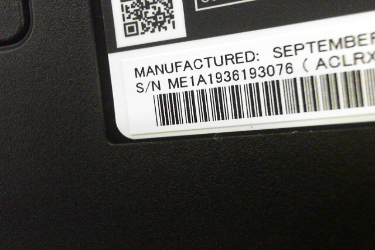 MANUFACTURED: SEPTEMBER
S/N ME1A1936193076 ( ACLRX